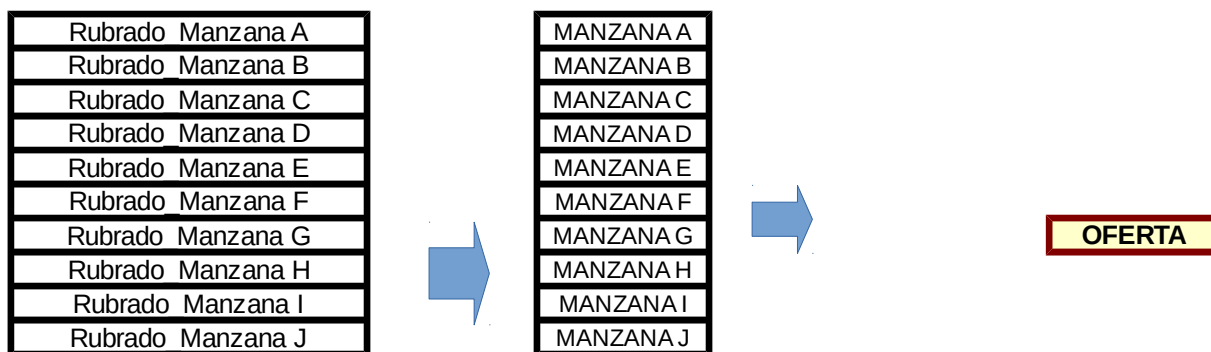 Rubrado_Manzana A
Rubrado_Manzana B
Rubrado_Manzana C
Rubrado_Manzana D
Rubrado_Manzana E
Rubrado_Manzana F
Rubrado_Manzana G
Rubrado_Manzana H
Rubrado_Manzana I
Rubrado_Manzana J
MANZANA A
MANZANA B
MANZANA C
MANZANA D
MANZANA E
MANZANA F
MANZANA G
MANZANA H
MANZANA I
MANZANA J
OFERTA